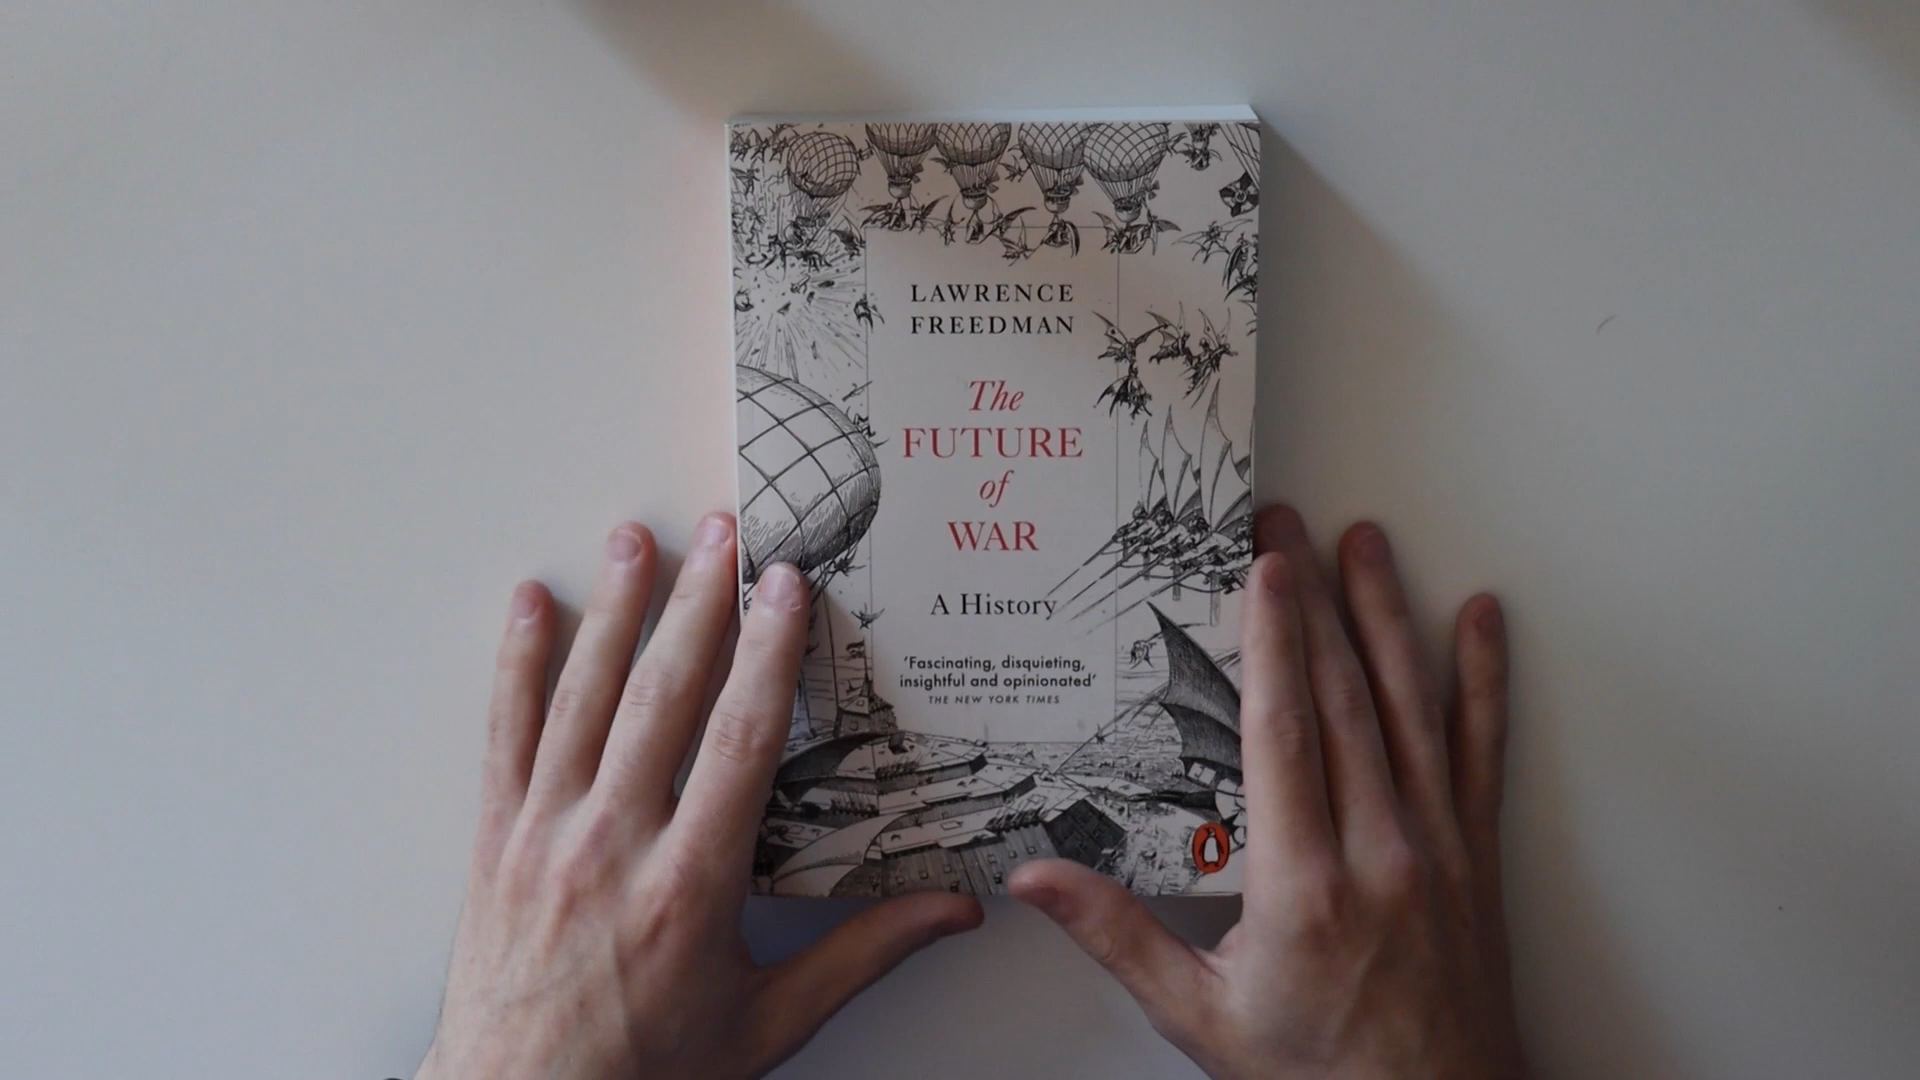 LAWRENCE
FREEDMAN
The
FUTURE
of
WAR
A History
'Fascinating, disquieting,
insightful and opinionated'
THE NEW YORK TIMES